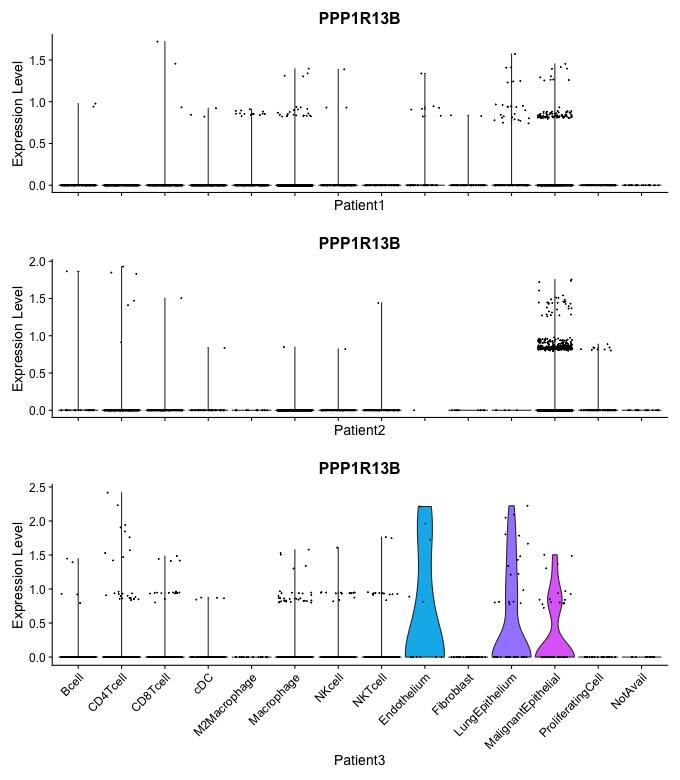 PPP1R13B
Expression Level
1.5
1.0
0.5
0.0
Patient1
PPP1R13B
Expression Level
2.0
1.5
1.0
0.5
0.0
Patient2
PPP1R13B
Expression Level
2.5
2.0
1.5
1.0
0.5
0.0
Bcell
CD4Tcell
CD8Tcell
cDC
M2Macrophage
Macrophage
NKcell
NKTcell
Endothelium
Fibroblast
LungEpithelium
MalignantEpithelial
ProliferatingCell
NotAvail
Patient3